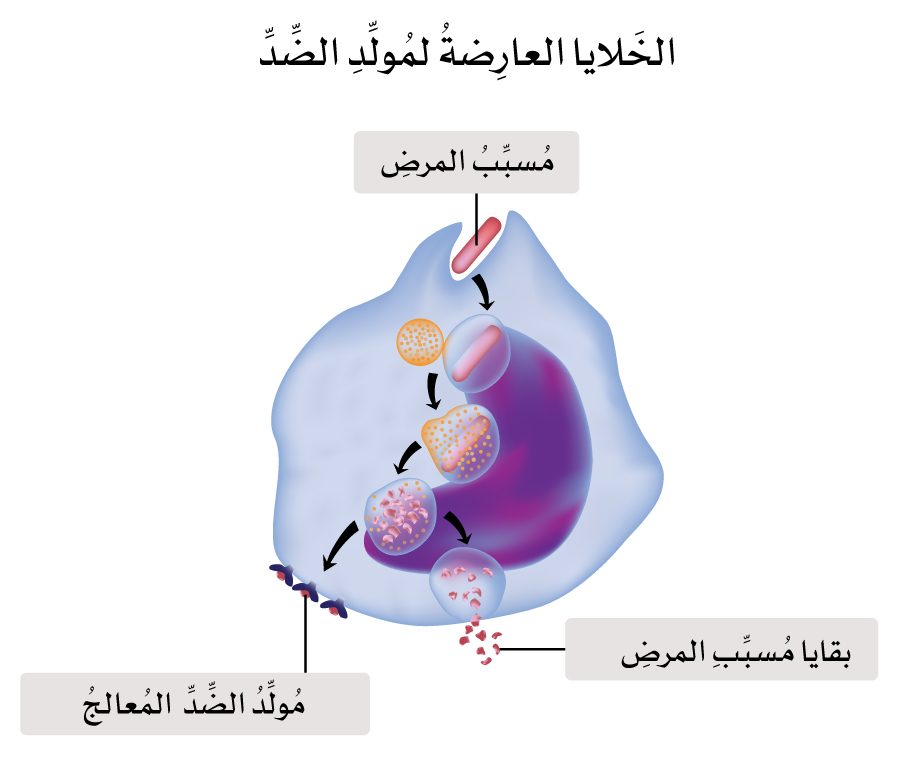 الخَلايا العارِضةُ لمُولِّدِ الضِّدِّ
مُسبِّبُ المرضِ
بقايا مُسبِّبِ المرضِ
مُولِّدُ الضِّدِّ المُعالجُ